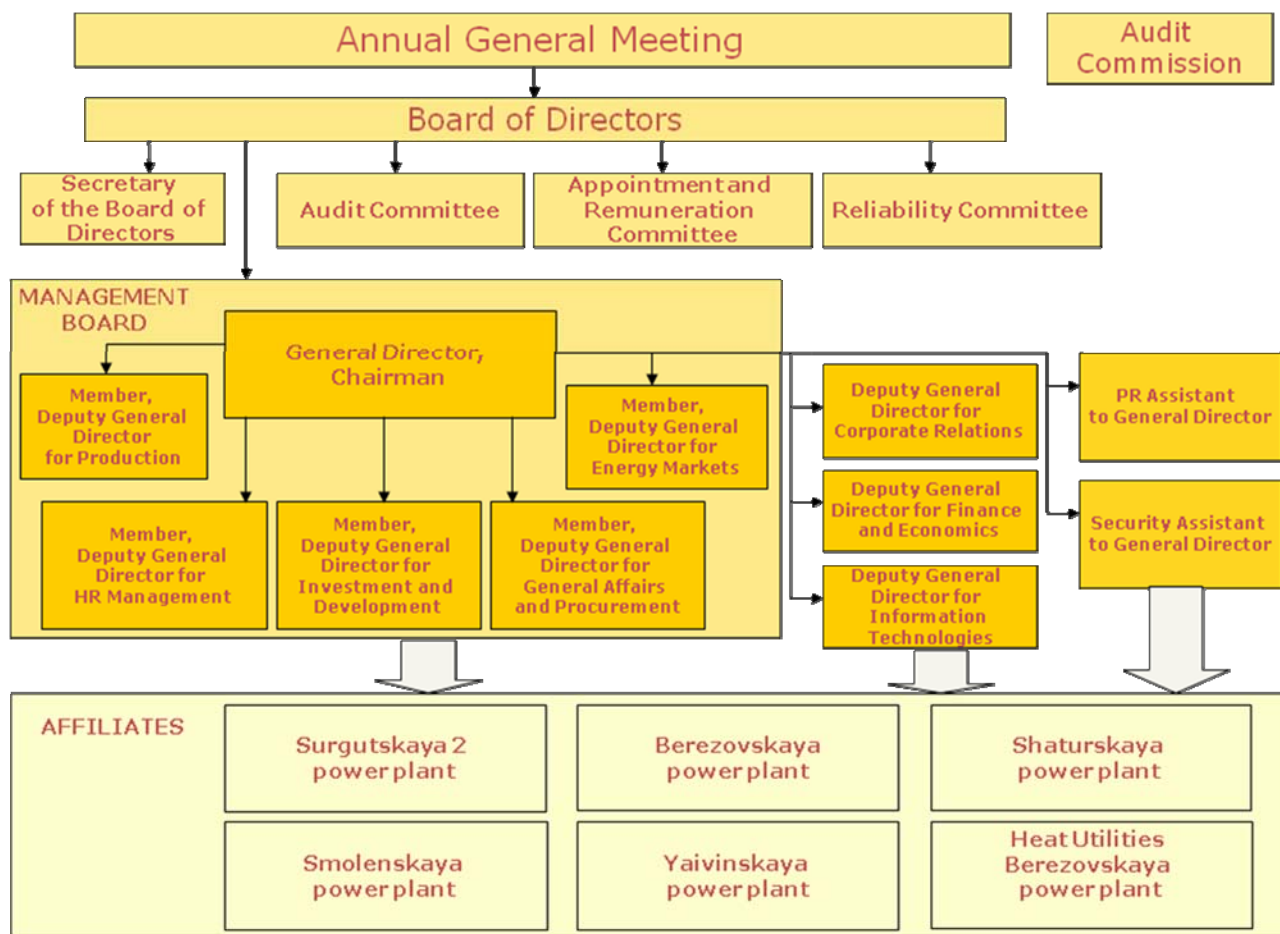 Annual General Meeting
Audit
Commission
Board of Directors
Secretary
of the Board of
Directors
Audit Committee
Appointment and
Remuneration
Committee
Reliability Committee
MANAGEMENT
BOARD
General Director,
Chairman
Member,
Deputy General
Director
for Production
Member,
Deputy General
Director for
Energy Markets
Deputy General
Director for
Corporate Relations
PR Assistant
to General Director
Member,
Deputy General
Director for
HR Management
Member,
Deputy General
Director for
Investment and
Development
Member,
Deputy General
Director for
General Affairs
and Procurement
Deputy General
Director for Finance
and Economics
Security Assistant
to General Director
Deputy General
Director for
Information
Technologies
AFFILIATES
Surgutskaya 2
power plant
Berezovskaya
power plant
Shaturskaya
power plant
Smolenskaya
power plant
Yaivinskaya
power plant
Heat Utilities
Berezovskaya
power plant